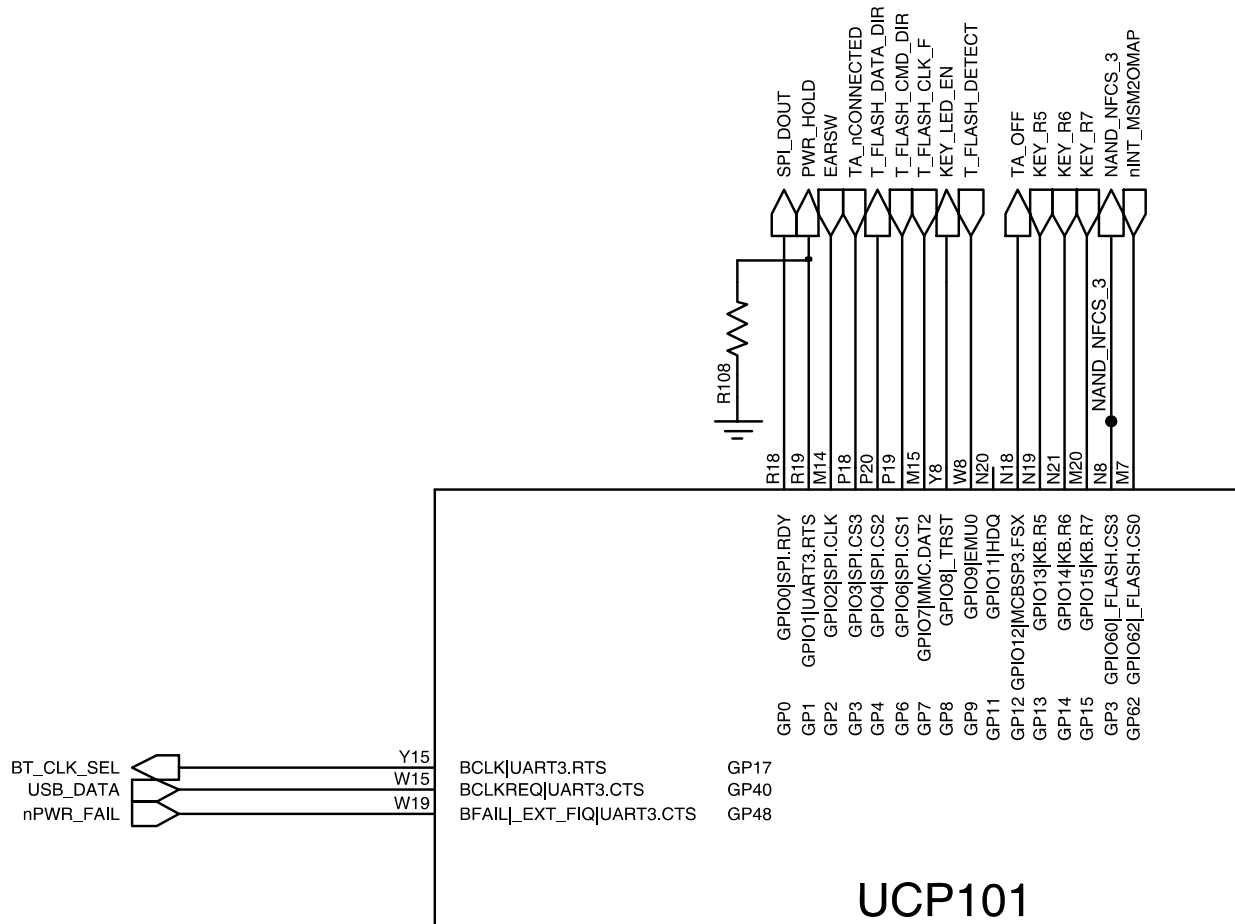 SPI_DOUT
PWR_HOLD
EARSW
TA_nCONNECTED
T_FLASH_DATA_DIR
T_FLASH_CMD_DIR
T_FLASH_CLK_F
KEY_LED_EN
T_FLASH_DETECT
TA_OFF
KEY_R5
KEY_R6
KEY_R7
NAND_NFCS_3
nINT_MSM2OMAP
R108
NAND_NFCS_3
R18
R19
M14
P18
P20
P19
M15
Y8
W8
N20
N18
N19
N21
M20
N8
M7
GPIO0|SPI.RDY
GPIO1|UART3.RTS
GPIO2|SPI.CLK
GPIO3|SPI.CS3
GPIO4|SPI.CS2
GPIO6|SPI.CS1
GPIO7|MMC.DAT2
GPIO8|_TRST
GPIO9|EMU0
GPIO11|HDQ
GPIO12|MCBSP3.FSX
GPIO13|KB.R5
GPIO14|KB.R6
GPIO15|KB.R7
GPIO60|_FLASH.CS3
GPIO62|_FLASH.CS0
GP0
GP1
GP2
GP3
GP4
GP6
GP7
GP8
GP9
GP11
GP12
GP13
GP14
GP15
GP3
GP62
BT_CLK_SEL Y15 BCLK|UART3.RTS GP17
USB_DATA W15 BCLKREQ|UART3.CTS GP40
nPWR_FAIL W19 BFAIL|_EXT_FIQ|UART3.CTS GP48
UCP101